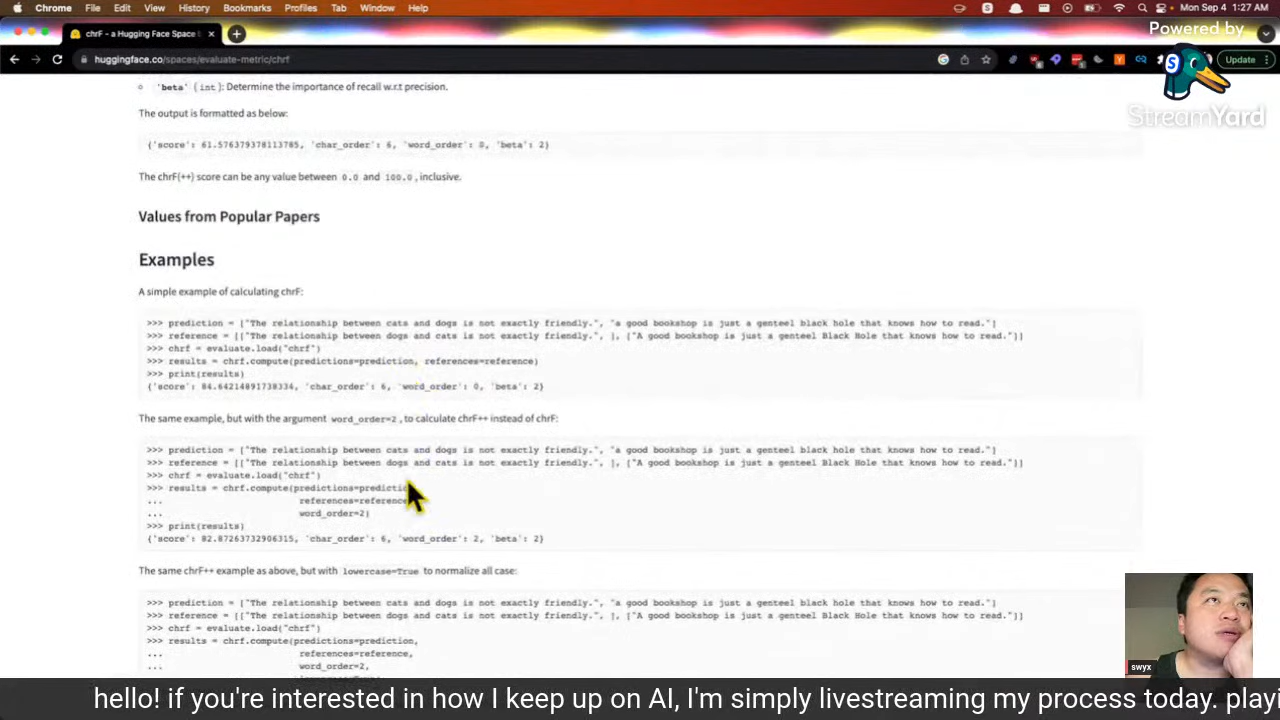 Chrome File Edit View History Bookmarks Profiles Tab Window Help Mon Sep 4 1:27 AM
chrF - a Hugging Face Space
Powered by
huggingface.co/spaces/evaluate-metric/chrf Update
StreamYard
'beta' (int): Determine the importance of recall w.r.t precision.
The output is formatted as below:
{'score': 61.576379378113785, 'char_order': 6, 'word_order': 0, 'beta': 2}
The chrF(++) score can be any value between 0.0 and 100.0, inclusive.
Values from Popular Papers
Examples
A simple example of calculating chrF:
>>> prediction = ["The relationship between cats and dogs is not exactly friendly.", "a good bookshop is just a genteel black hole that knows how to read."]
>>> reference = [["The relationship between dogs and cats is not exactly friendly.", ], ["A good bookshop is just a genteel Black Hole that knows how to read."]]
>>> chrf = evaluate.load("chrf")
>>> results = chrf.compute(predictions=prediction, references=reference)
>>> print(results)
{'score': 84.64214891738334, 'char_order': 6, 'word_order': 0, 'beta': 2}
The same example, but with the argument word_order=2, to calculate chrF++ instead of chrF:
>>> prediction = ["The relationship between cats and dogs is not exactly friendly.", "a good bookshop is just a genteel black hole that knows how to read."]
>>> reference = [["The relationship between dogs and cats is not exactly friendly.", ], ["A good bookshop is just a genteel Black Hole that knows how to read."]]
>>> chrf = evaluate.load("chrf")
>>> results = chrf.compute(predictions=predictio
... references=reference
... word_order=2)
>>> print(results)
{'score': 82.87263732906315, 'char_order': 6, 'word_order': 2, 'beta': 2}
The same chrF++ example as above, but with lowercase=True to normalize all case:
>>> prediction = ["The relationship between cats and dogs is not exactly friendly.", "a good bookshop is just a genteel black hole that knows how to read."]
>>> reference = [["The relationship between dogs and cats is not exactly friendly.", ], ["A good bookshop is just a genteel Black Hole that knows how to read."]]
>>> chrf = evaluate.load("chrf")
>>> results = chrf.compute(predictions=prediction,
... references=reference,
... word_order=2,
swyx
hello! if you're interested in how I keep up on AI, I'm simply livestreaming my process today. playi